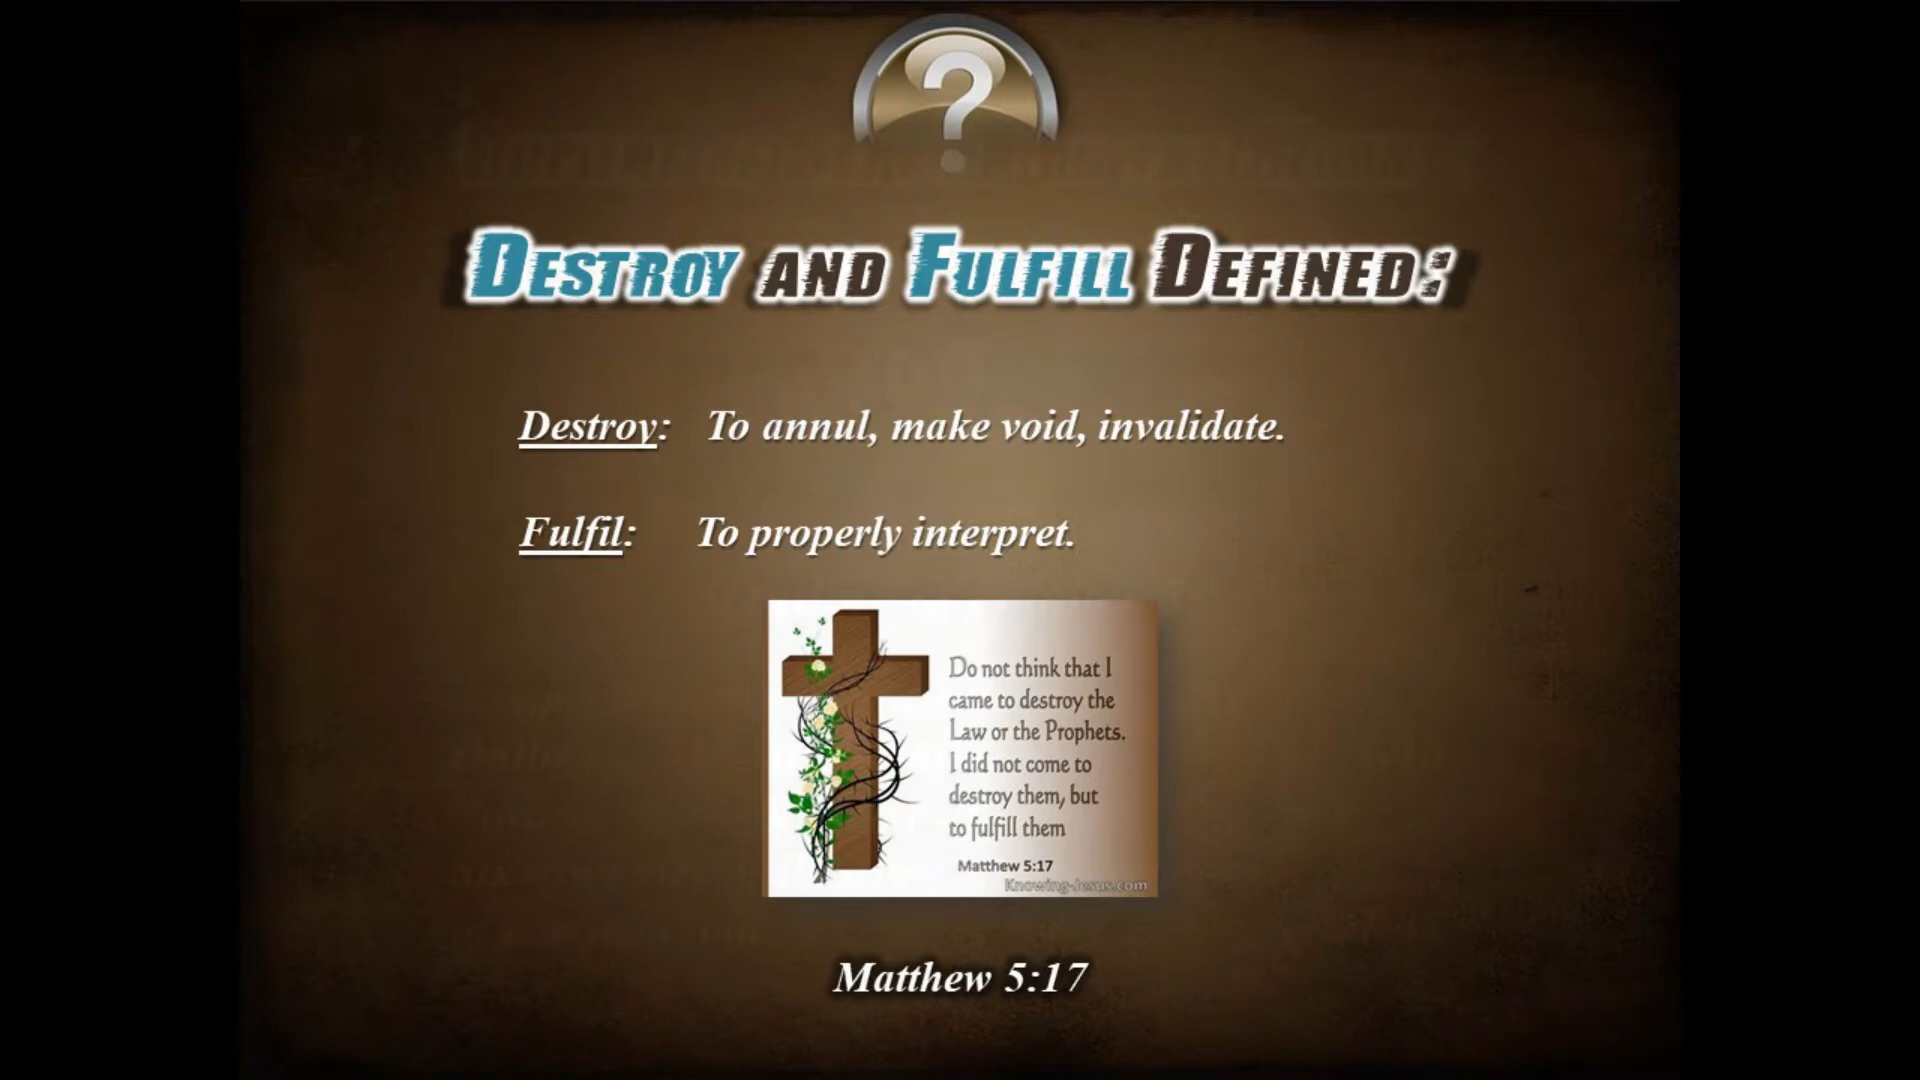 ?
DESTROY AND FULFILL DEFINED:
Destroy: To annul, make void, invalidate.
Fulfil: To properly interpret.
Do not think that I
came to destroy the
Law or the Prophets.
I did not come to
destroy them, but
to fulfill them
Matthew 5:17
Knowing-Jesus.com
Matthew 5:17